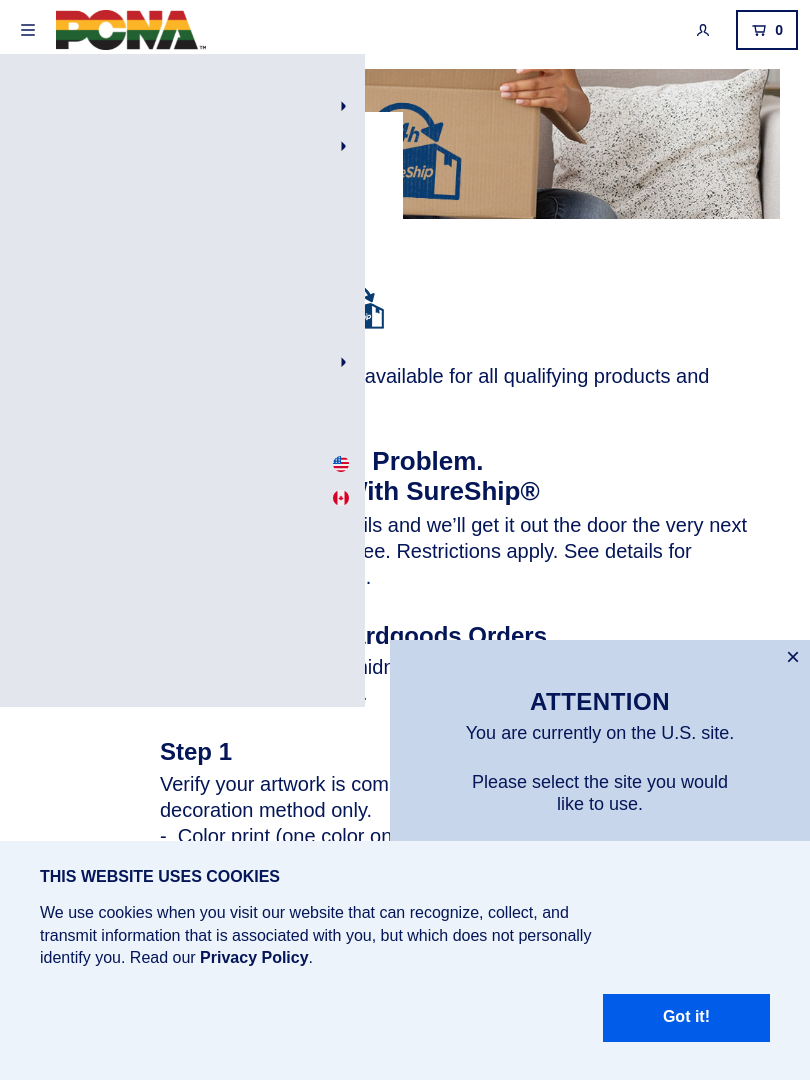 PCNA™
0
4h
eShip
ip
available for all qualifying products and
Problem.
ith SureShip®
ils and we’ll get it out the door the very next
ee. Restrictions apply. See details for
.
ardgoods Orders
Step 1
Verify your artwork is com
decoration method only.
- Color print (one color on
ATTENTION
You are currently on the U.S. site.
Please select the site you would
like to use.
THIS WEBSITE USES COOKIES
We use cookies when you visit our website that can recognize, collect, and
transmit information that is associated with you, but which does not personally
identify you. Read our Privacy Policy.
Got it!